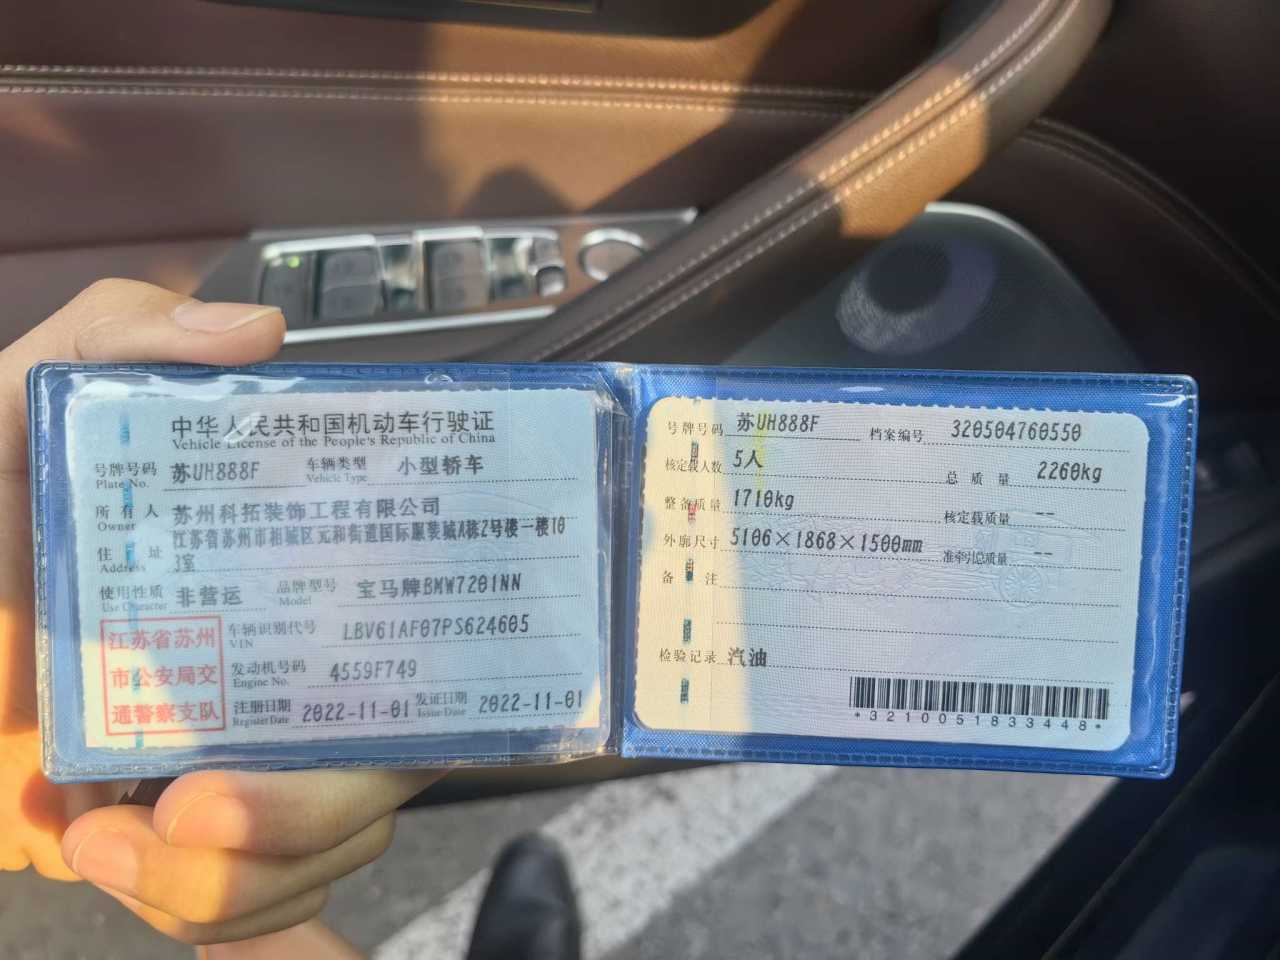 中华人民共和国机动车行驶证
Vehicle License of the People's Republic of China
号牌号码 苏UH888F 车辆类型 小型轿车
Plate No. Vehicle Type
所有人 苏州科拓装饰工程有限公司
Owner
住址 江苏省苏州市相城区元和街道国际服装城A栋2号楼一楼10
Address 3室
使用性质 非营运 品牌型号 宝马牌BMW7201NN
Use Character Model
江苏省苏州
市公安局交
通警察支队
车辆识别代号 LBV61AF07PS624605
VIN
发动机号码 4559F749
Engine No.
注册日期 2022-11-01 发证日期 2022-11-01
Register Date Issue Date
号牌号码 苏UH888F 档案编号 320504760550
核定载人数 5人 总质量 2260kg
整备质量 1710kg 核定载质量 --
外廓尺寸 5106×1868×1500mm 准牵引总质量 --
备注
检验记录 汽油
*3210051833448*